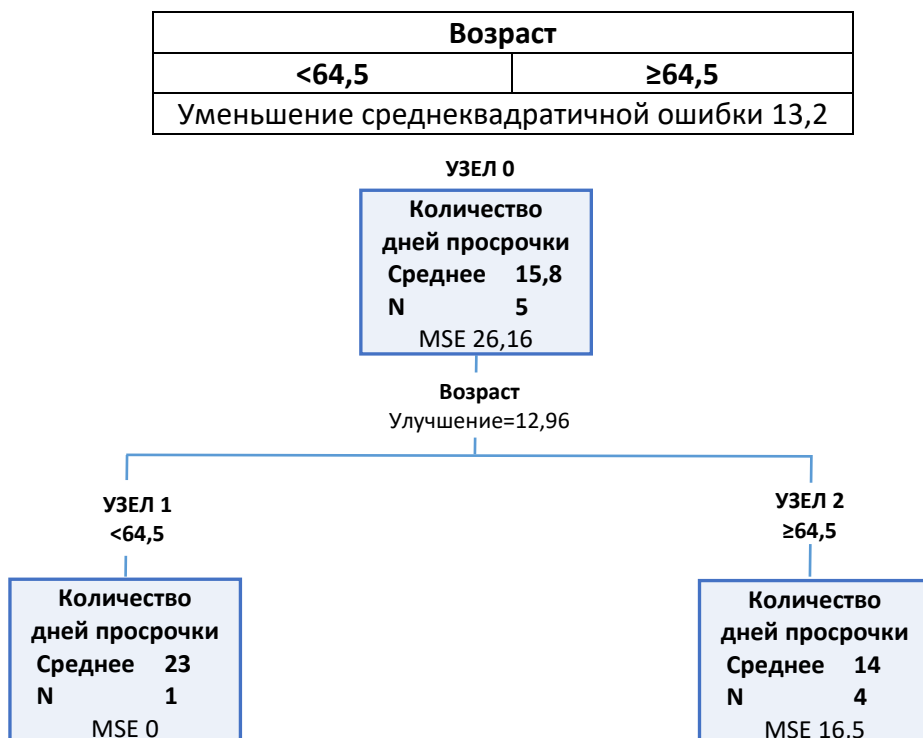 Возраст
<64,5 ≥64,5
Уменьшение среднеквадратичной ошибки 13,2
УЗЕЛ 0
Количество
дней просрочки
Среднее 15,8
N 5
MSE 26,16
Возраст
Улучшение=12,96
УЗЕЛ 1
<64,5
Количество
дней просрочки
Среднее 23
N 1
MSE 0
УЗЕЛ 2
≥64,5
Количество
дней просрочки
Среднее 14
N 4
MSE 16,5